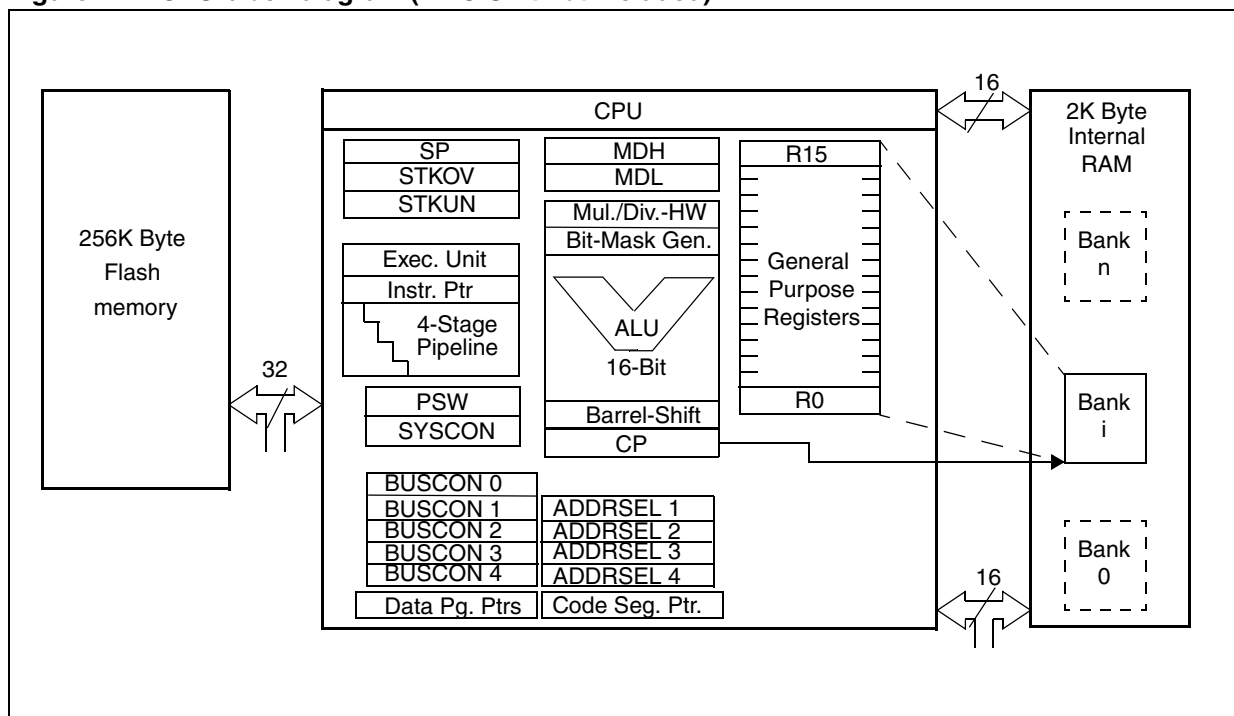 CPU
16
2K Byte
Internal
RAM
256K Byte
Flash
memory
32
SP
STKOV
STKUN
Exec. Unit
Instr. Ptr
4-Stage
Pipeline
PSW
SYSCON
MDH
MDL
Mul./Div.-HW
Bit-Mask Gen.
ALU
16-Bit
Barrel-Shift
CP
R15
General
Purpose
Registers
R0
Bank
n
Bank
i
Bank
0
BUSCON 0
BUSCON 1
BUSCON 2
BUSCON 3
BUSCON 4
ADDRSEL 1
ADDRSEL 2
ADDRSEL 3
ADDRSEL 4
Data Pg. Ptrs
Code Seg. Ptr.
16